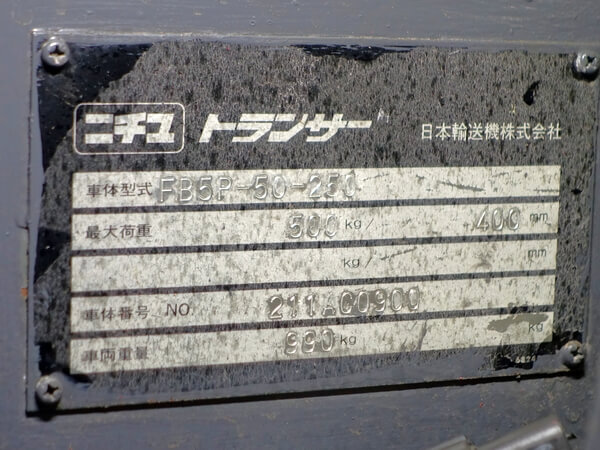 ニチユ トランサー 日本輸送機株式会社
車体型式 FB5P-50-250
最大荷重 500 kg/ 400 mm
kg/ mm
車体番号 NO. 211AC0900
車両重量 990 kg kg